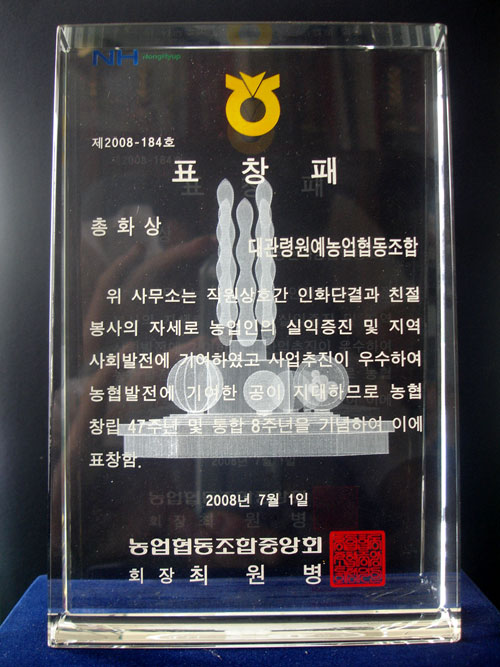 NH NongHyup
제2008-184호
표 창 패
총화상
대관령원예농업협동조합
위 사무소는 직원상호간 인화단결과 친절
봉사의 자세로 농업인의 실익증진 및 지역
사회발전에 기여하였고 사업추진이 우수하여
농협발전에 기여한 공이 지대하므로 농협
창립 47주년 및 통합 8주년을 기념하여 이에
표창함.
2008년 7월 1일
농업협동조합중앙회
회장 최 원 병